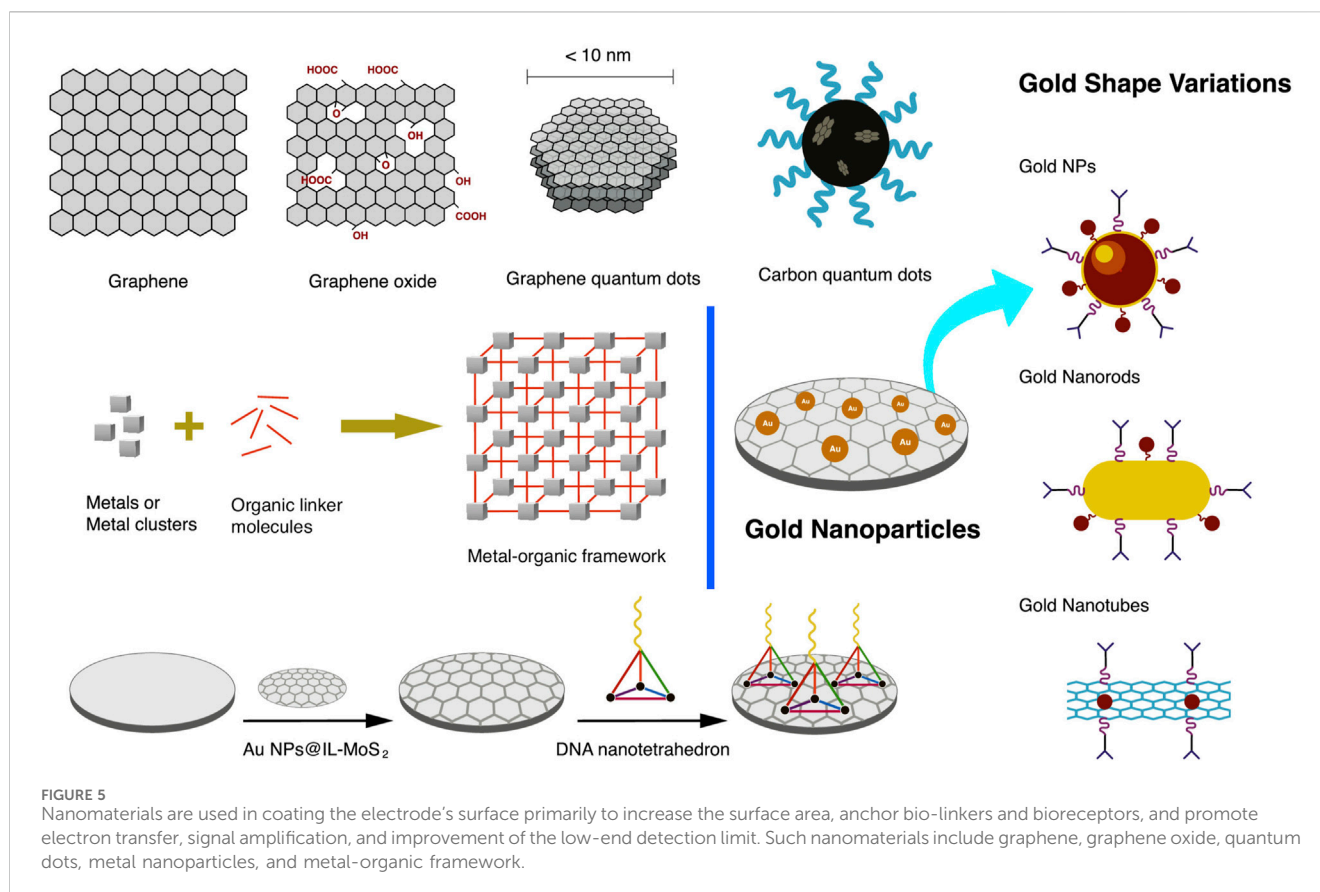 HOOC
HOOC
O
OH
O
HOOC
OH
COOH
OH
< 10 nm
Graphene
Graphene oxide
Graphene quantum dots
Carbon quantum dots
Gold Shape Variations
Gold NPs
Gold Nanorods
Gold Nanotubes
+
Metals or
Metal clusters
Organic linker
molecules
Metal-organic framework
Au
Au
Au
Au
Au
Au
Au
Gold Nanoparticles
Au NPs@IL-MoS₂
DNA nanotetrahedron
FIGURE 5
Nanomaterials are used in coating the electrode’s surface primarily to increase the surface area, anchor bio-linkers and bioreceptors, and promote
electron transfer, signal amplification, and improvement of the low-end detection limit. Such nanomaterials include graphene, graphene oxide, quantum
dots, metal nanoparticles, and metal-organic framework.